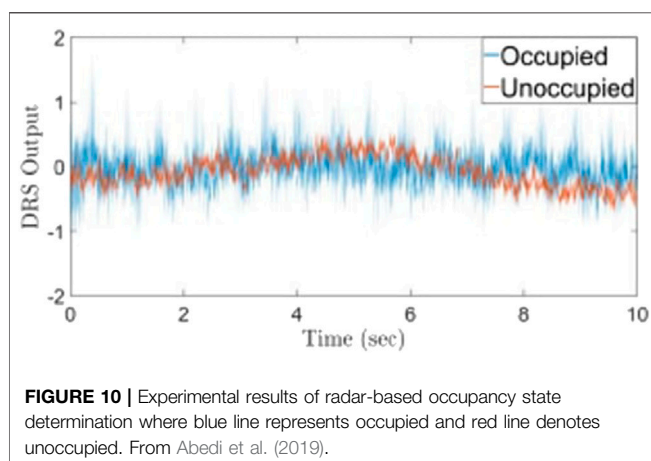 2
1
0
-1
-2
DRS Output
Occupied
Unoccupied
0
2
4
6
8
10
Time (sec)
FIGURE 10 | Experimental results of radar-based occupancy state
determination where blue line represents occupied and red line denotes
unoccupied. From Abedi et al. (2019).